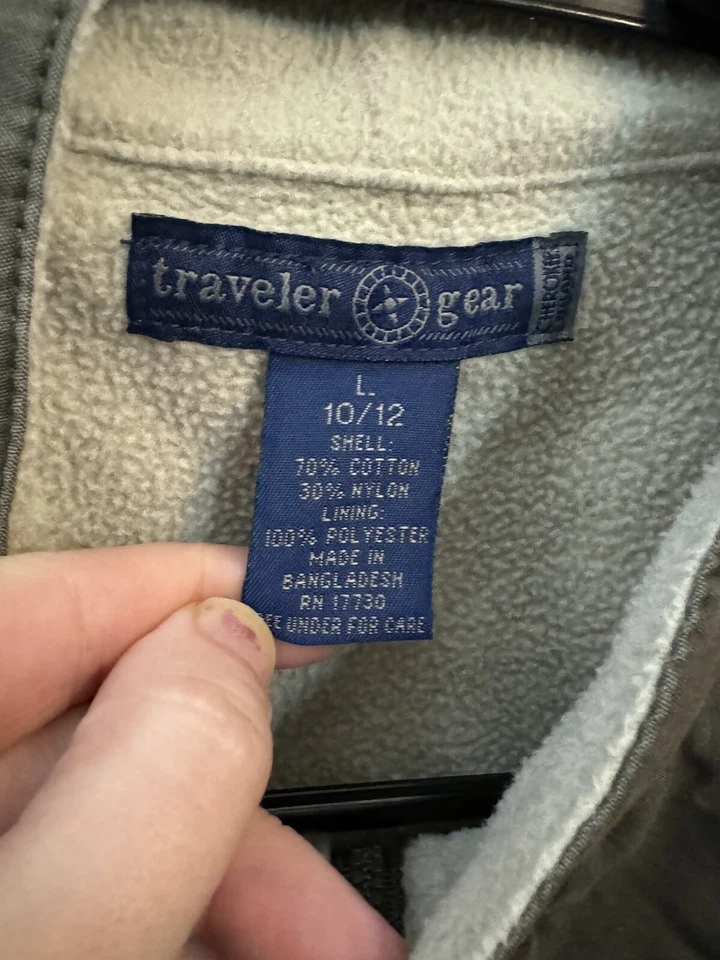 traveler gear
CHEROKEE
L
10/12
SHELL:
70% COTTON
30% NYLON
LINING:
100% POLYESTER
MADE IN
BANGLADESH
RN 17730
UNDER FOR CARE